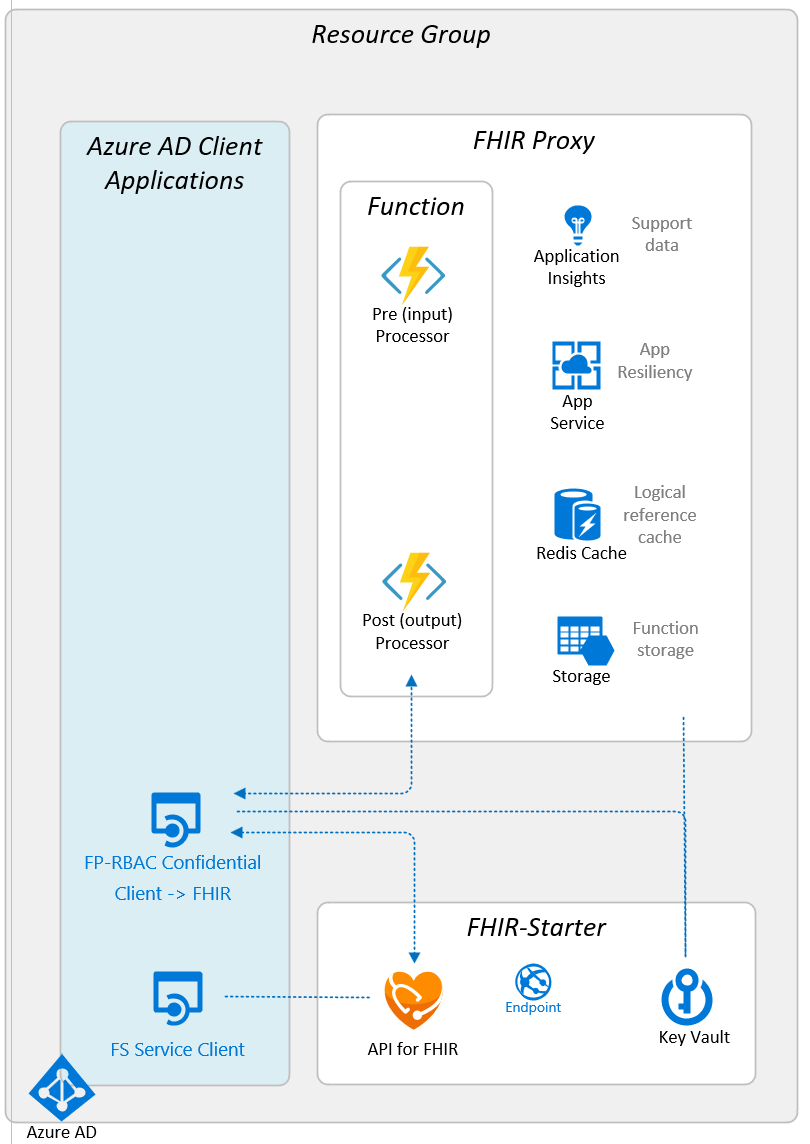 Resource Group
Azure AD Client
Applications
FHIR Proxy
Function
Pre (input)
Processor
Post (output)
Processor
Application
Insights
Support
data
App
Service
App
Resiliency
Redis Cache
Logical
reference
cache
Storage
Function
storage
FP-RBAC Confidential
Client -> FHIR
FS Service Client
FHIR-Starter
API for FHIR
Endpoint
Key Vault
Azure AD